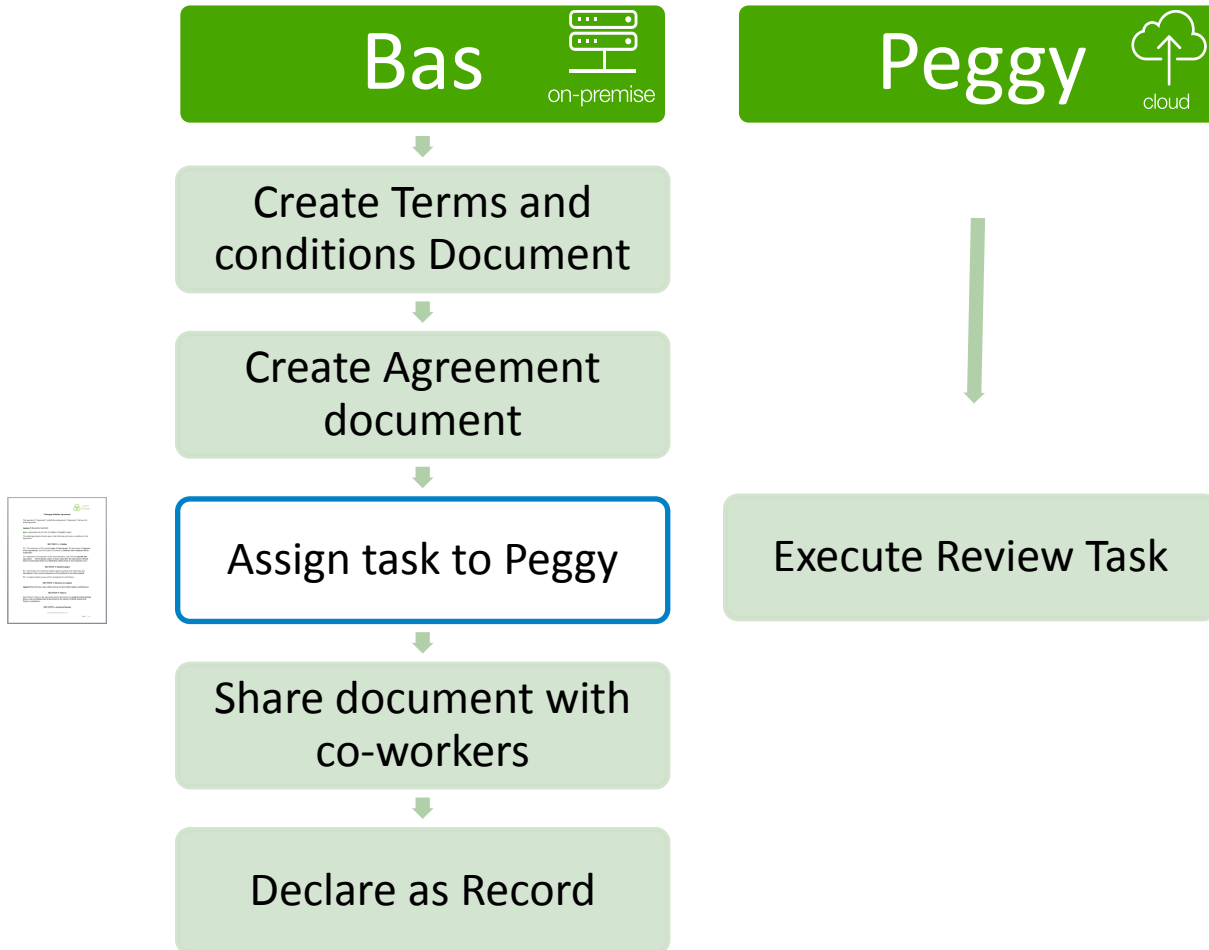 Bas
on-premise
Peggy
cloud
Create Terms and
conditions Document
Create Agreement
document
Assign task to Peggy
Execute Review Task
Share document with
co-workers
Declare as Record